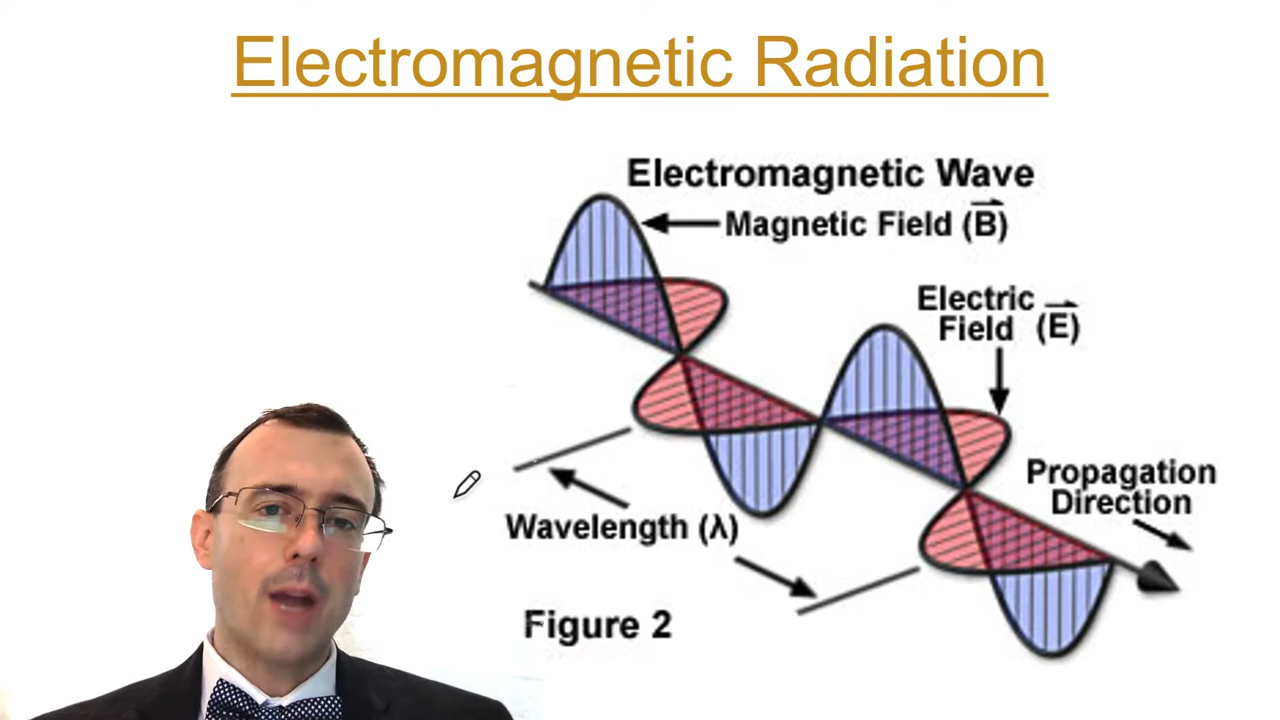 Electromagnetic Radiation
Electromagnetic Wave
Magnetic Field (B⃗)
Electric
Field (E⃗)
Propagation
Direction
Wavelength (λ)
Figure 2